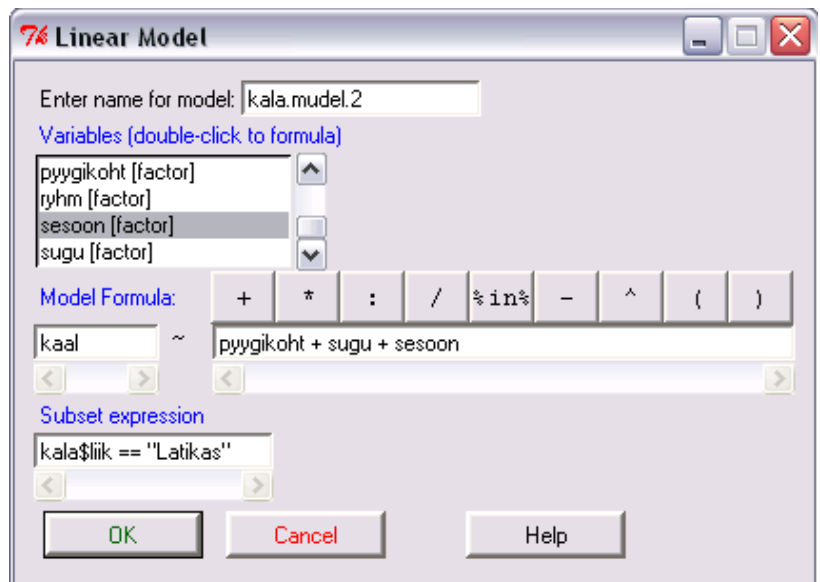 Linear Model
Enter name for model: kala.mudel.2
Variables (double-click to formula)
pyygikoht [factor]
ryhm [factor]
sesoon [factor]
sugu [factor]
Model Formula: + * : / %in% - ^ ( )
kaal ~ pyygikoht + sugu + sesoon
Subset expression
kala$liik == "Latikas"
OK Cancel Help